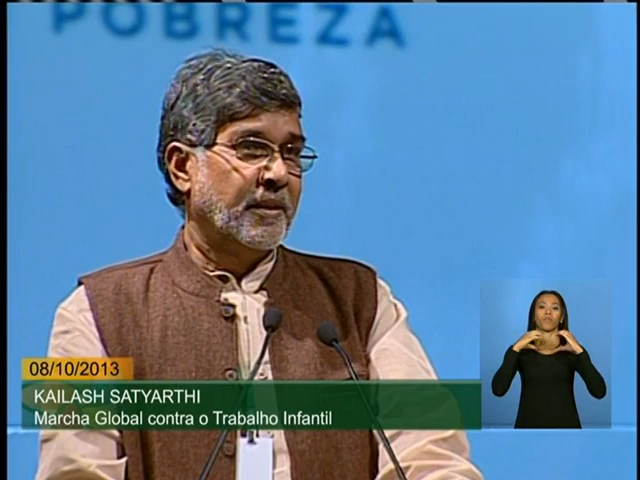 POBREZA
08/10/2013
KAILASH SATYARTHI
Marcha Global contra o Trabalho Infantil